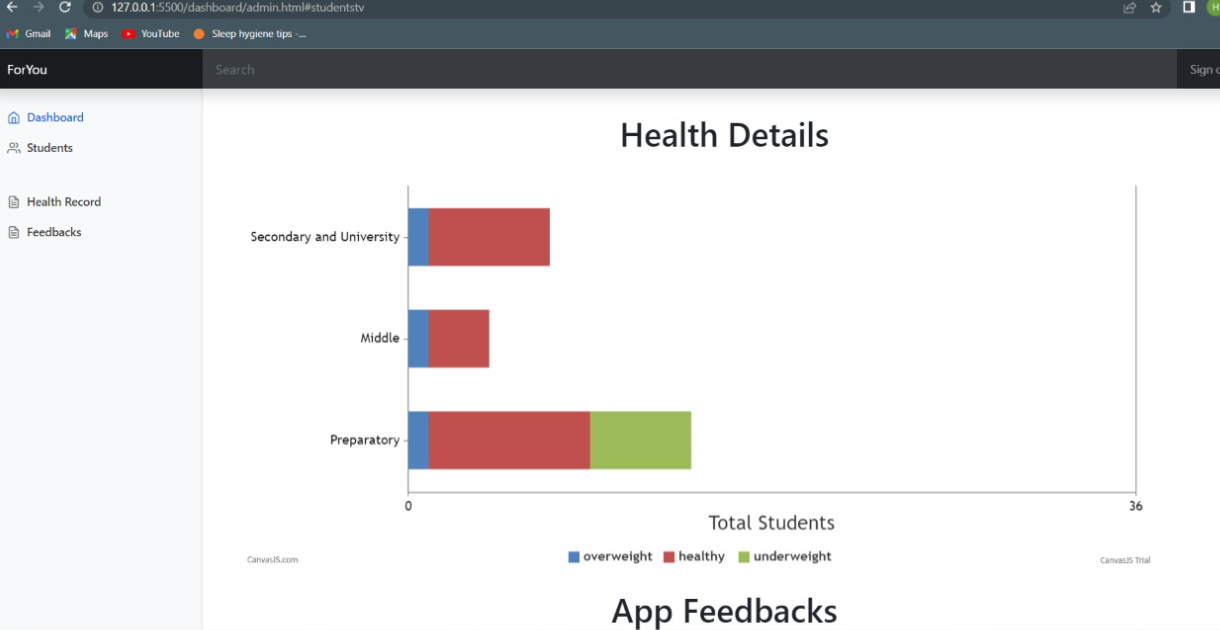 127.0.0.1:5500/dashboard/admin.html#studentstv
Gmail Maps YouTube Sleep hygiene tips -...
ForYou Search Sign
Dashboard
Students
Health Record
Feedbacks
Health Details
Secondary and University
Middle
Preparatory
0 36
Total Students
overweight healthy underweight
CanvasJS.com CanvasJS Trial
App Feedbacks